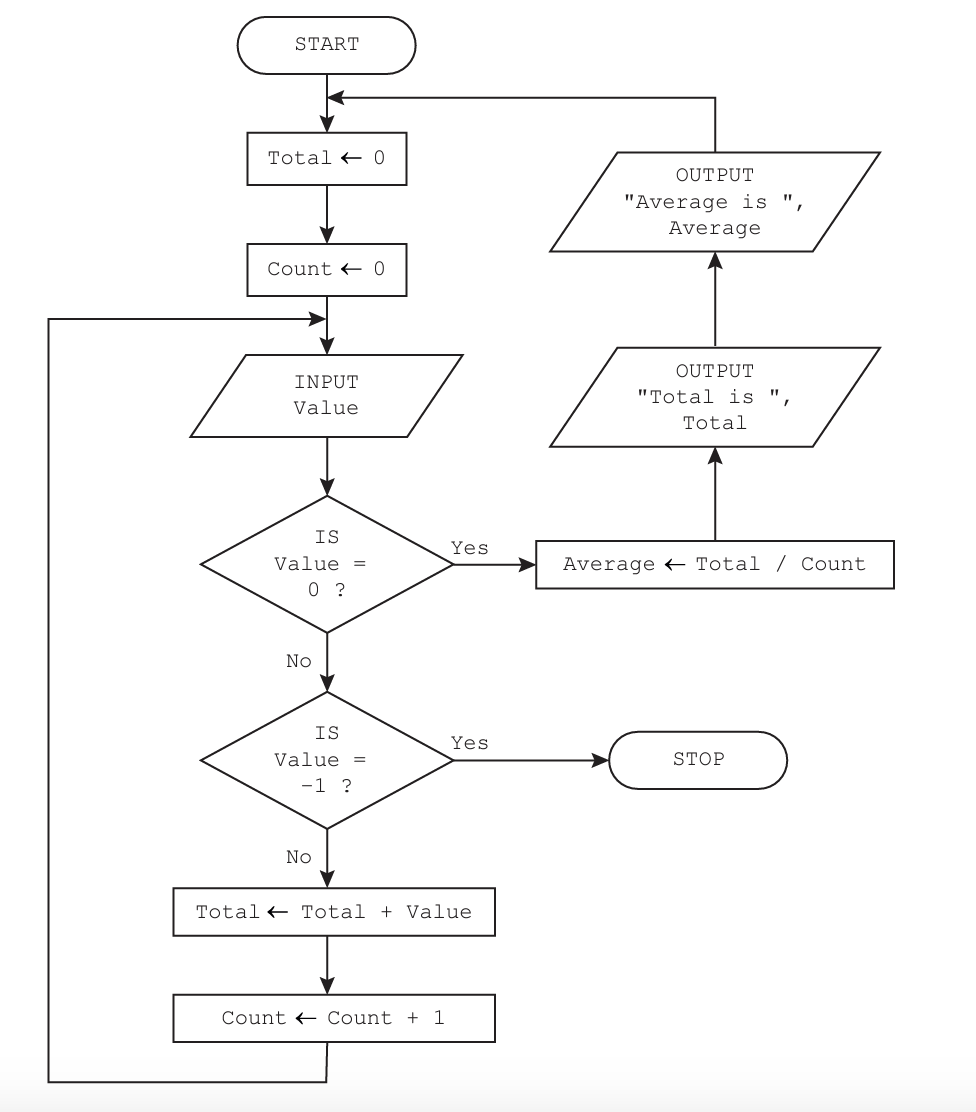 START
Total ← 0
Count ← 0
INPUT
Value
IS
Value =
0 ?
Yes
No
Average ← Total / Count
OUTPUT
"Total is ",
Total
OUTPUT
"Average is ",
Average
IS
Value =
–1 ?
Yes
STOP
No
Total ← Total + Value
Count ← Count + 1